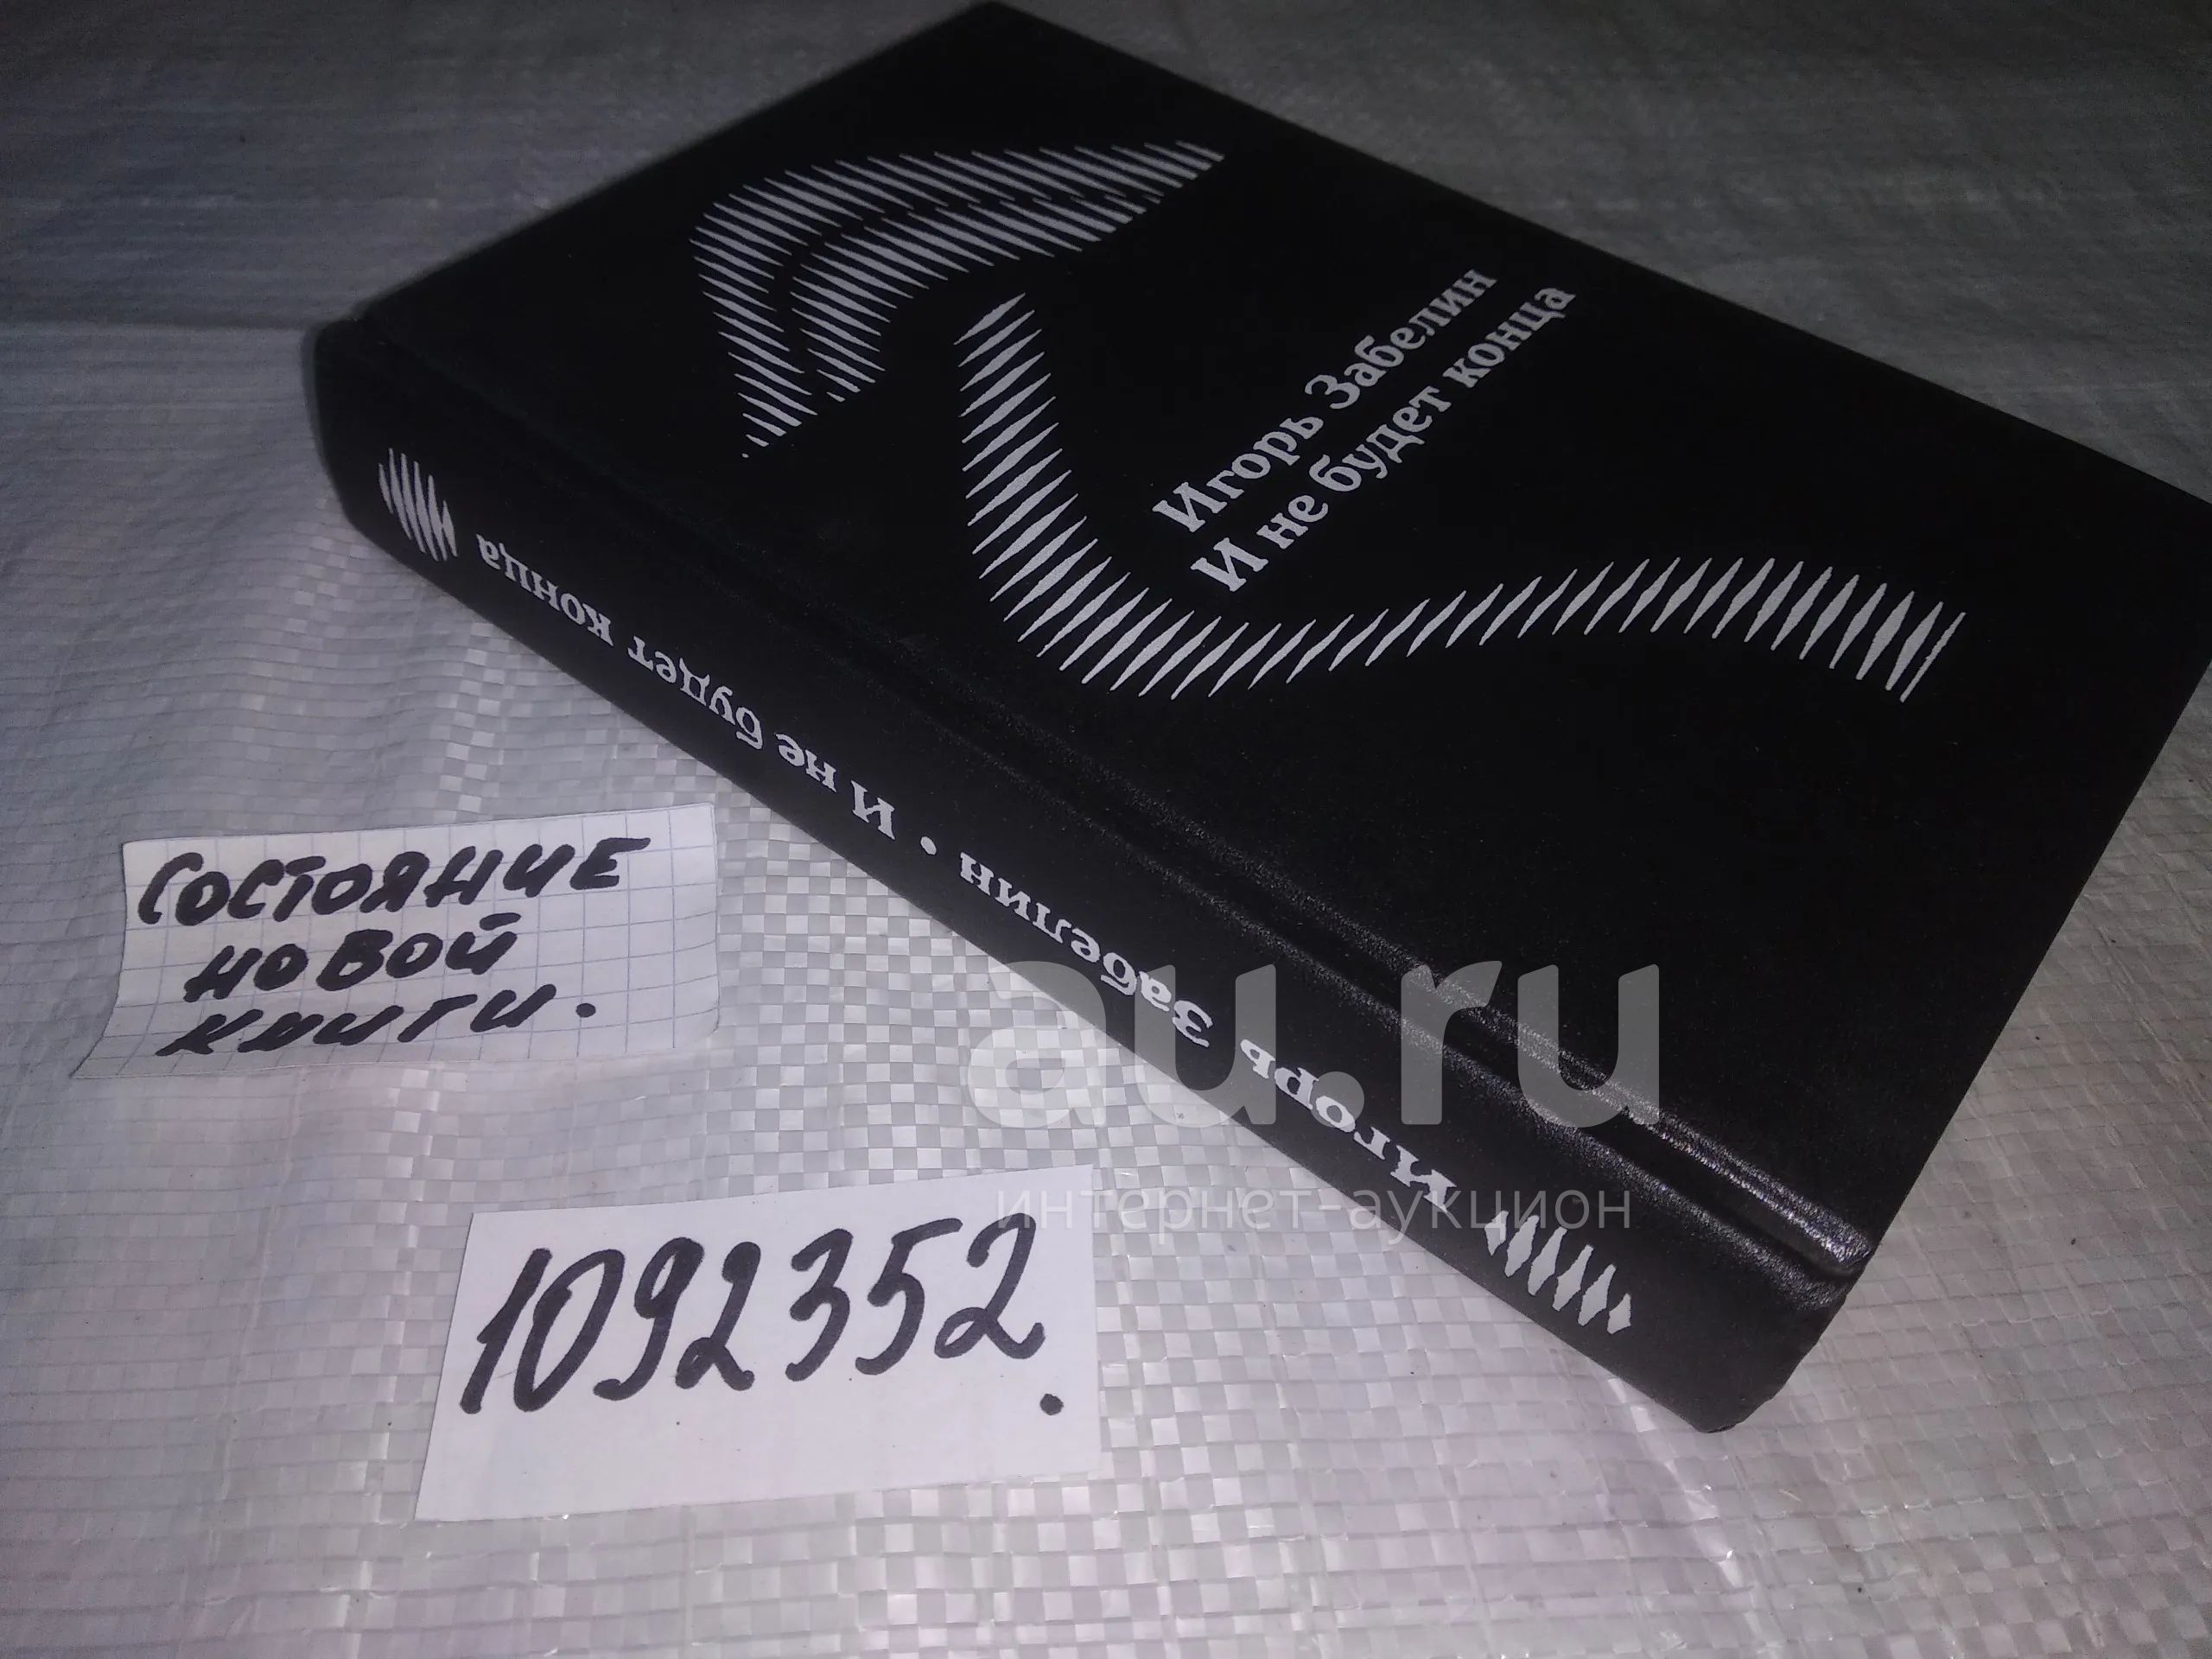 Игорь Забелин
И не будет конца
Игорь Забелин • И не будет конца
СОСТОЯНИЕ
НОВОЙ
КНИГИ.
au.ru
интернет-аукцион
1092352.